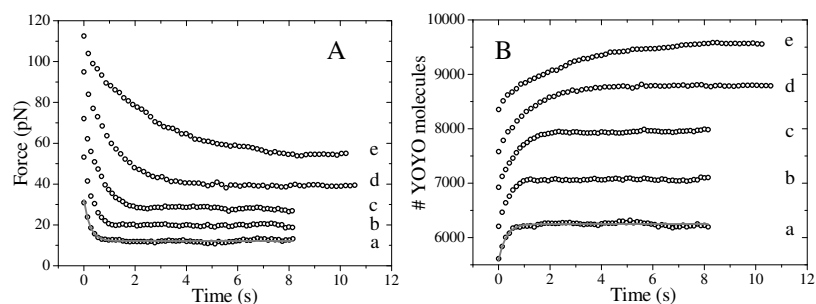 A
Force (pN)
120
100
80
60
40
20
0
e
d
c
b
a
0 2 4 6 8 10 12
Time (s)
B
# YOYO molecules
10000
9000
8000
7000
6000
e
d
c
b
a
0 2 4 6 8 10 12
Time (s)